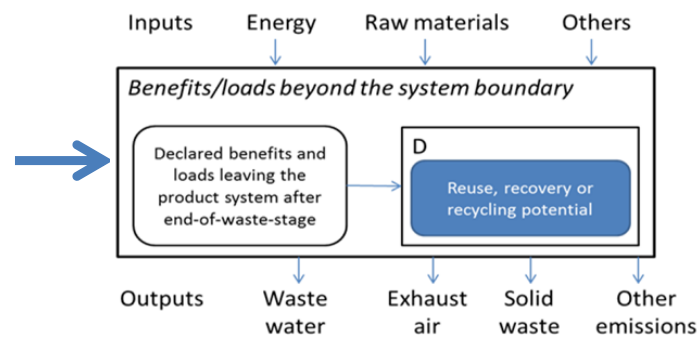 Inputs Energy Raw materials Others
Benefits/loads beyond the system boundary
Declared benefits and
loads leaving the
product system after
end-of-waste-stage
D
Reuse, recovery or
recycling potential
Outputs Waste water Exhaust air Solid waste Other emissions